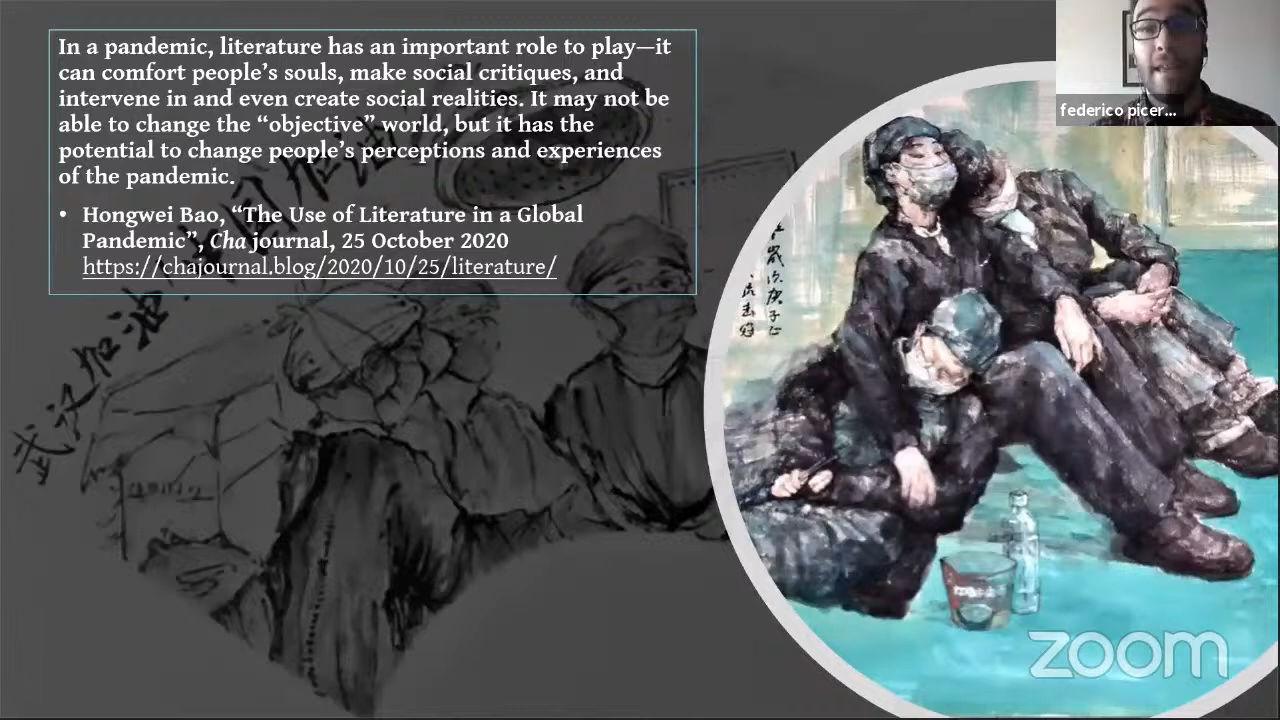 In a pandemic, literature has an important role to play—it
can comfort people’s souls, make social critiques, and
intervene in and even create social realities. It may not be
able to change the “objective” world, but it has the
potential to change people’s perceptions and experiences
of the pandemic.
• Hongwei Bao, “The Use of Literature in a Global
Pandemic”, Cha journal, 25 October 2020
https://chajournal.blog/2020/10/25/literature/
federico picer...
武汉加油
zoom